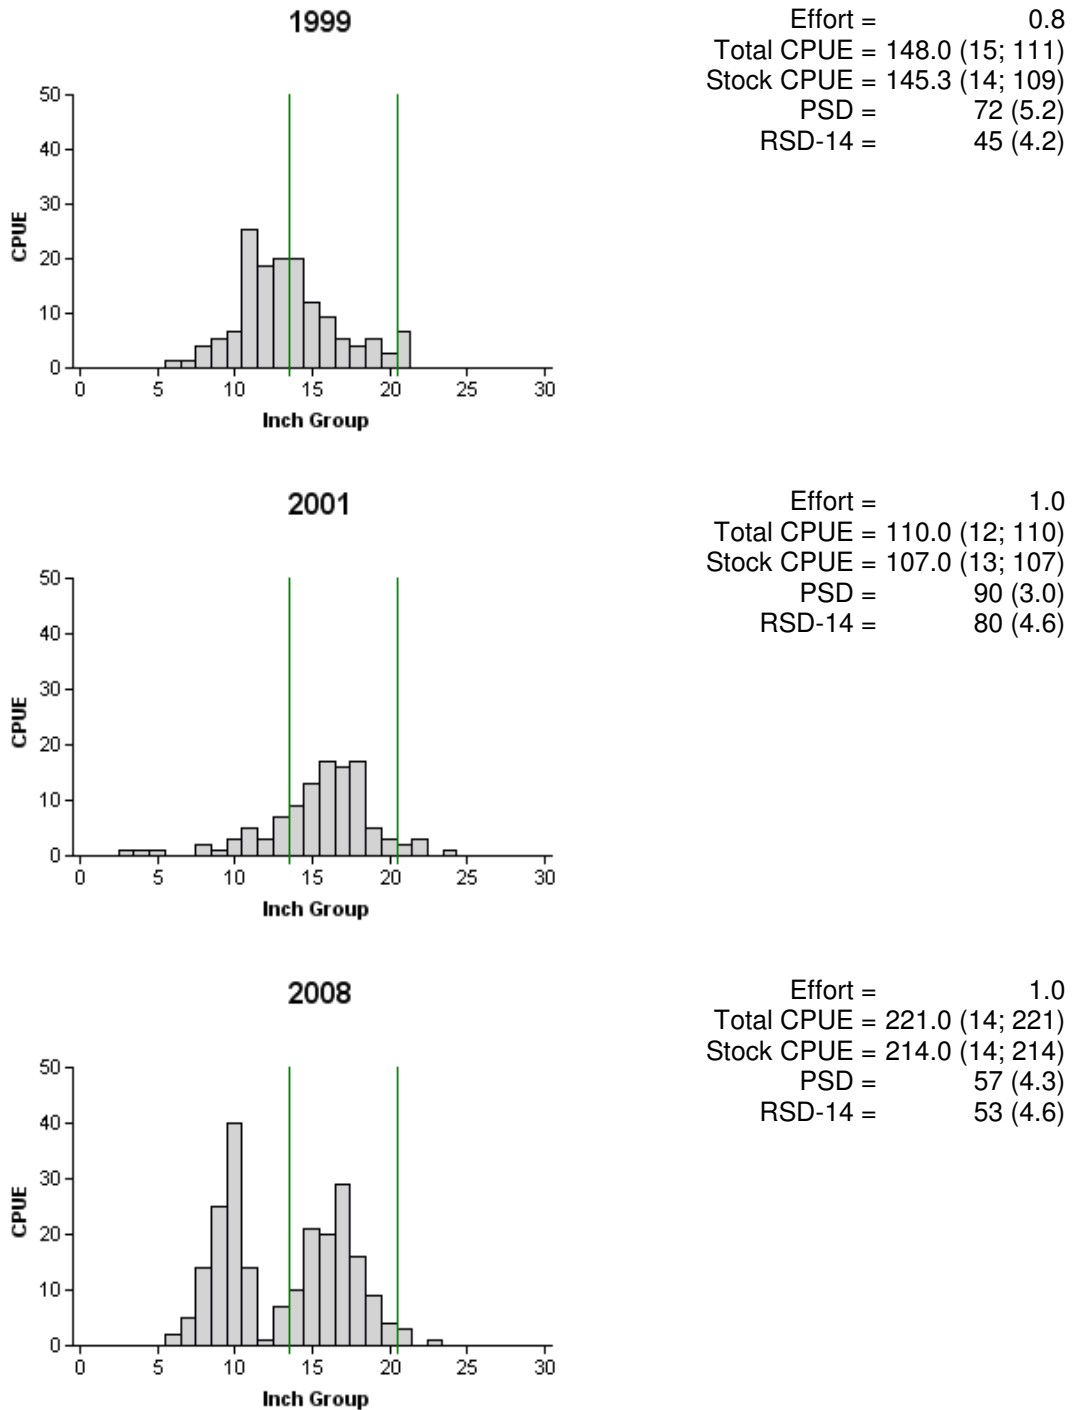 1999
Effort = 0.8
Total CPUE = 148.0 (15; 111)
Stock CPUE = 145.3 (14; 109)
PSD = 72 (5.2)
RSD-14 = 45 (4.2)
50
40
30
20
10
0
CPUE
0 5 10 15 20 25 30
Inch Group
2001
Effort = 1.0
Total CPUE = 110.0 (12; 110)
Stock CPUE = 107.0 (13; 107)
PSD = 90 (3.0)
RSD-14 = 80 (4.6)
50
40
30
20
10
0
CPUE
0 5 10 15 20 25 30
Inch Group
2008
Effort = 1.0
Total CPUE = 221.0 (14; 221)
Stock CPUE = 214.0 (14; 214)
PSD = 57 (4.3)
RSD-14 = 53 (4.6)
50
40
30
20
10
0
CPUE
0 5 10 15 20 25 30
Inch Group